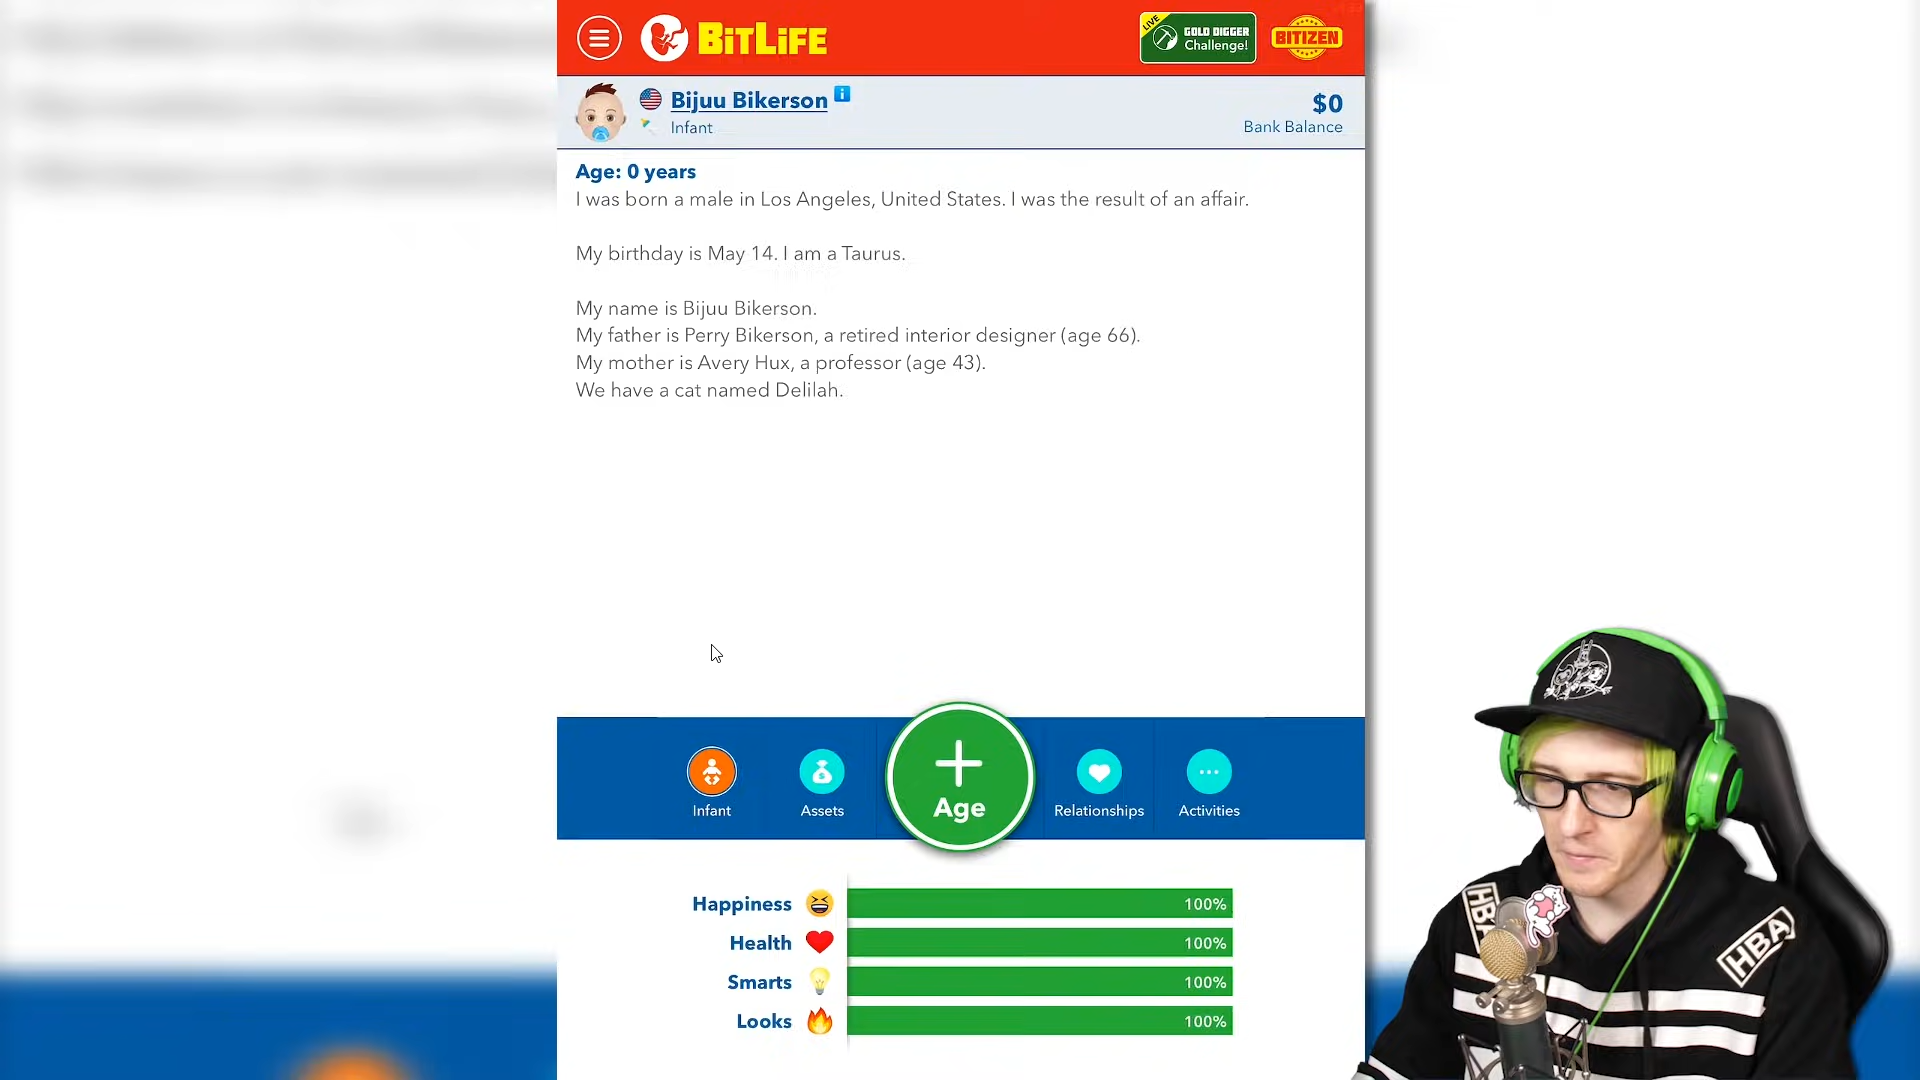 BITLIFE
LIVE
GOLD DIGGER
Challenge!
BITIZEN
Bijuu Bikerson
i
Infant
$0
Bank Balance
Age: 0 years
I was born a male in Los Angeles, United States. I was the result of an affair.
My birthday is May 14. I am a Taurus.
My name is Bijuu Bikerson.
My father is Perry Bikerson, a retired interior designer (age 66).
My mother is Avery Hux, a professor (age 43).
We have a cat named Delilah.
Infant
Assets
Age
Relationships
Activities
Happiness
100%
Health
100%
Smarts
100%
Looks
100%
HBA
HBA